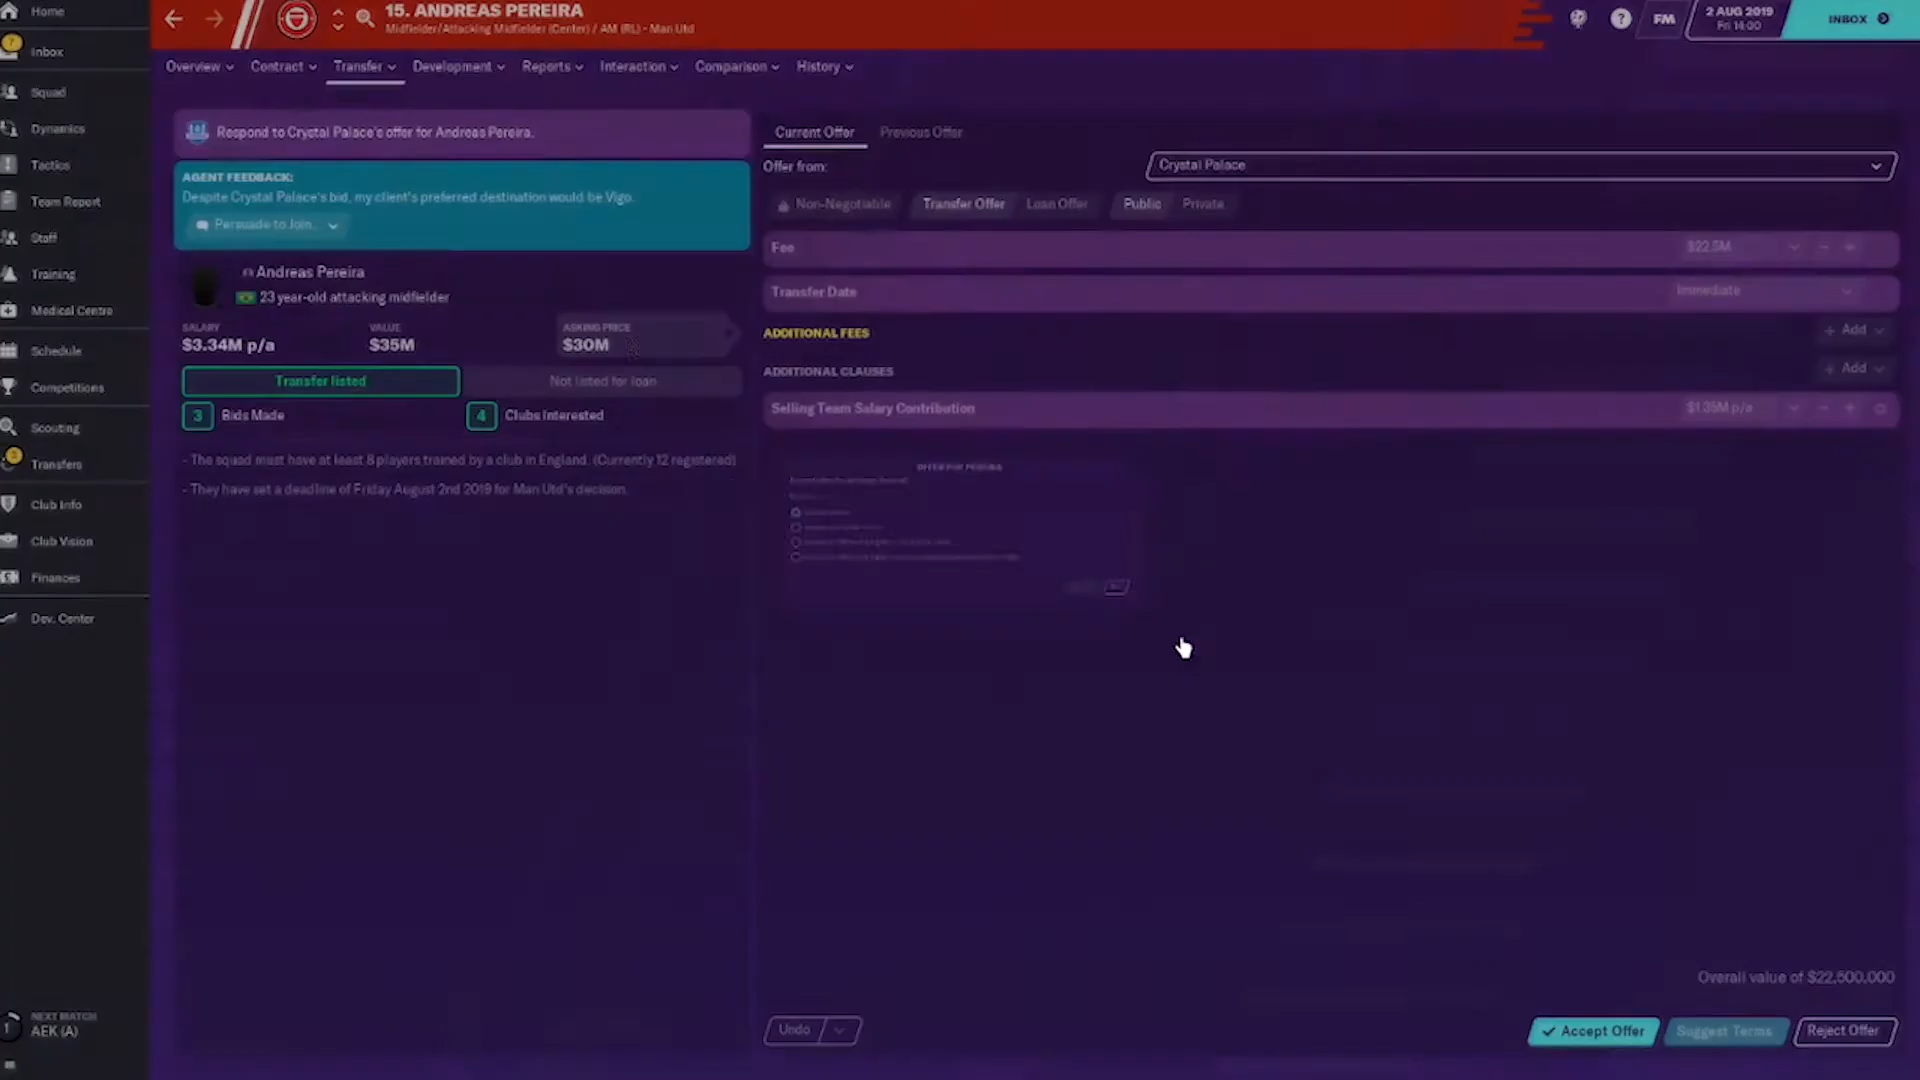 Home
Inbox
Squad
Dynamics
Tactics
Team Report
Staff
Training
Medical Centre
Schedule
Competitions
Scouting
Transfers
Club Info
Club Vision
Finances
Dev. Center
NEXT MATCH
AEK (A)
15. ANDREAS PEREIRA
Midfielder/Attacking Midfielder (Center) / AM (RL) - Man Utd
FM
2 AUG 2019
Fri 14:00
INBOX
Overview
Contract
Transfer
Development
Reports
Interaction
Comparison
History
Respond to Crystal Palace's offer for Andreas Pereira.
AGENT FEEDBACK:
Despite Crystal Palace's bid, my client's preferred destination would be Vigo.
Persuade to Join...
Andreas Pereira
23 year-old attacking midfielder
SALARY
$3.34M p/a
VALUE
$35M
ASKING PRICE
$30M
Transfer listed
Not listed for loan
3 Bids Made
4 Clubs Interested
- The squad must have at least 8 players trained by a club in England. (Currently 12 registered)
- They have set a deadline of Friday August 2nd 2019 for Man Utd's decision.
Current Offer
Previous Offer
Offer from:
Crystal Palace
Non-Negotiable
Transfer Offer
Loan Offer
Public
Private
Fee
$22.5M
Transfer Date
Immediate
ADDITIONAL FEES
+ Add
ADDITIONAL CLAUSES
+ Add
Selling Team Salary Contribution
$1.35M p/a
OFFER FOR PEREIRA
Overall value of $22,500,000
Undo
Accept Offer
Suggest Terms
Reject Offer